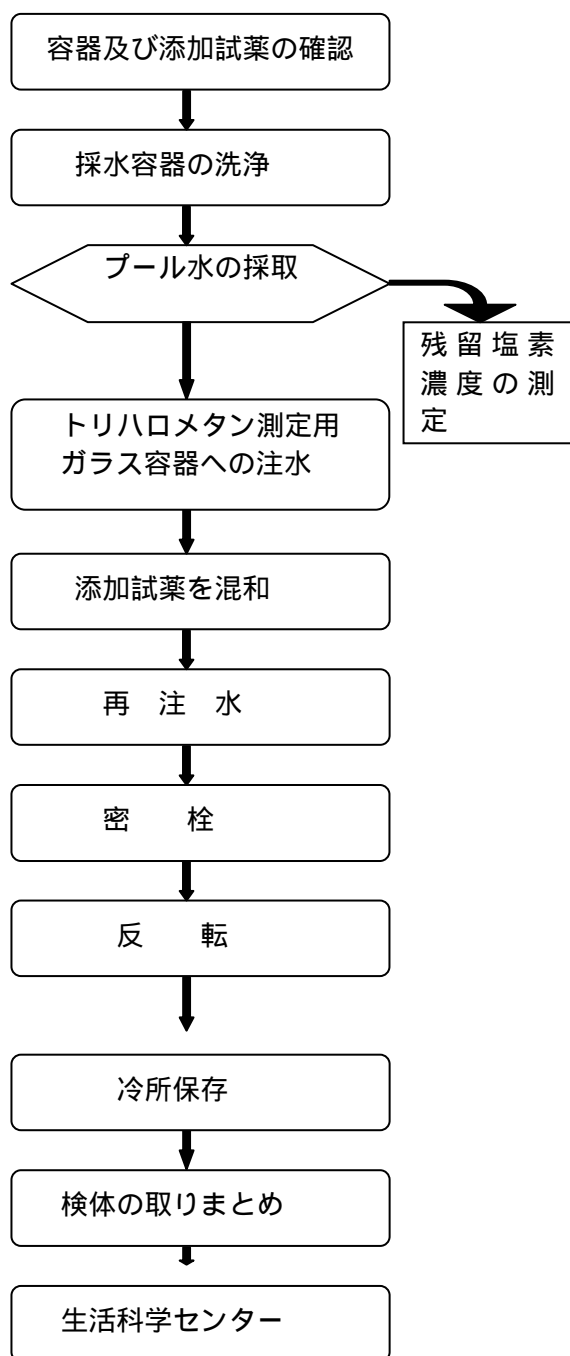 容器及び添加試薬の確認
採水容器の洗浄
プール水の採取
残留塩素
濃度の測
定
トリハロメタン測定用
ガラス容器への注水
添加試薬を混和
再　注　水
密　　栓
反　　転
冷所保存
検体の取りまとめ
生活科学センター